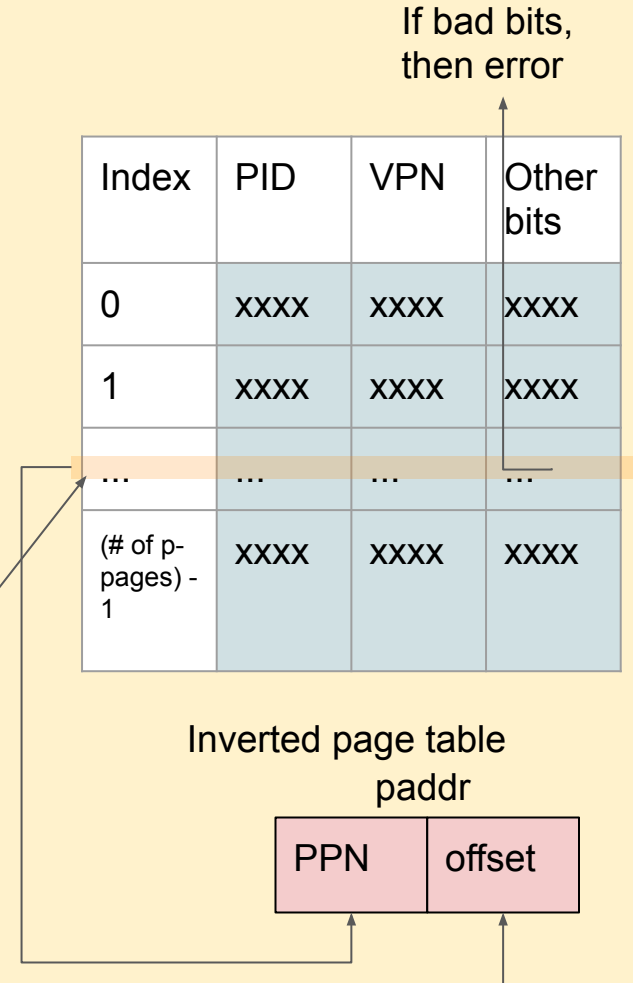 If bad bits,
then error
Index PID VPN Other
bits
0 xxxx xxxx xxxx
1 xxxx xxxx xxxx
... ... ... ...
(# of p-
pages) -
1 xxxx xxxx xxxx
Inverted page table
paddr
PPN offset